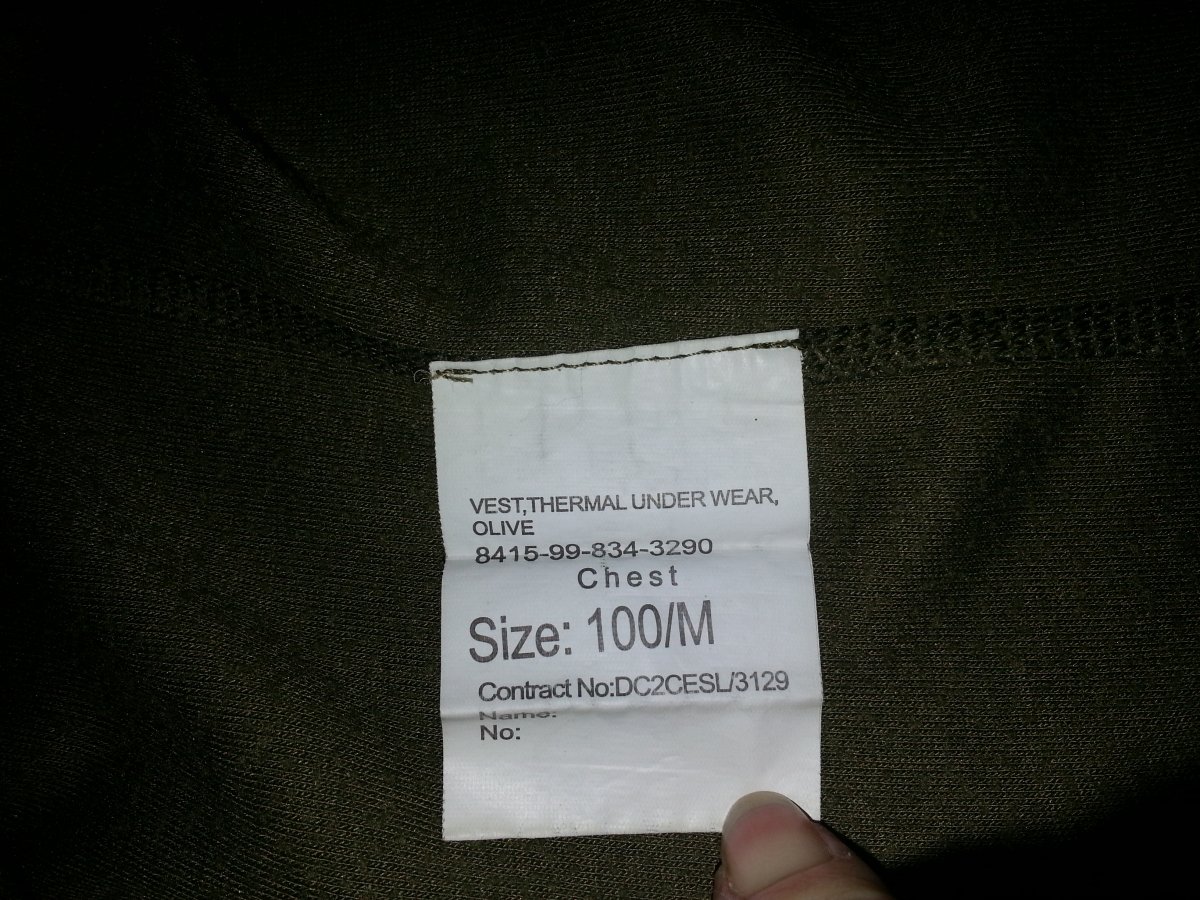 VEST,THERMAL UNDER WEAR,
OLIVE
8415-99-834-3290
Chest
Size: 100/M
Contract No:DC2CESL/3129
Name:
No: